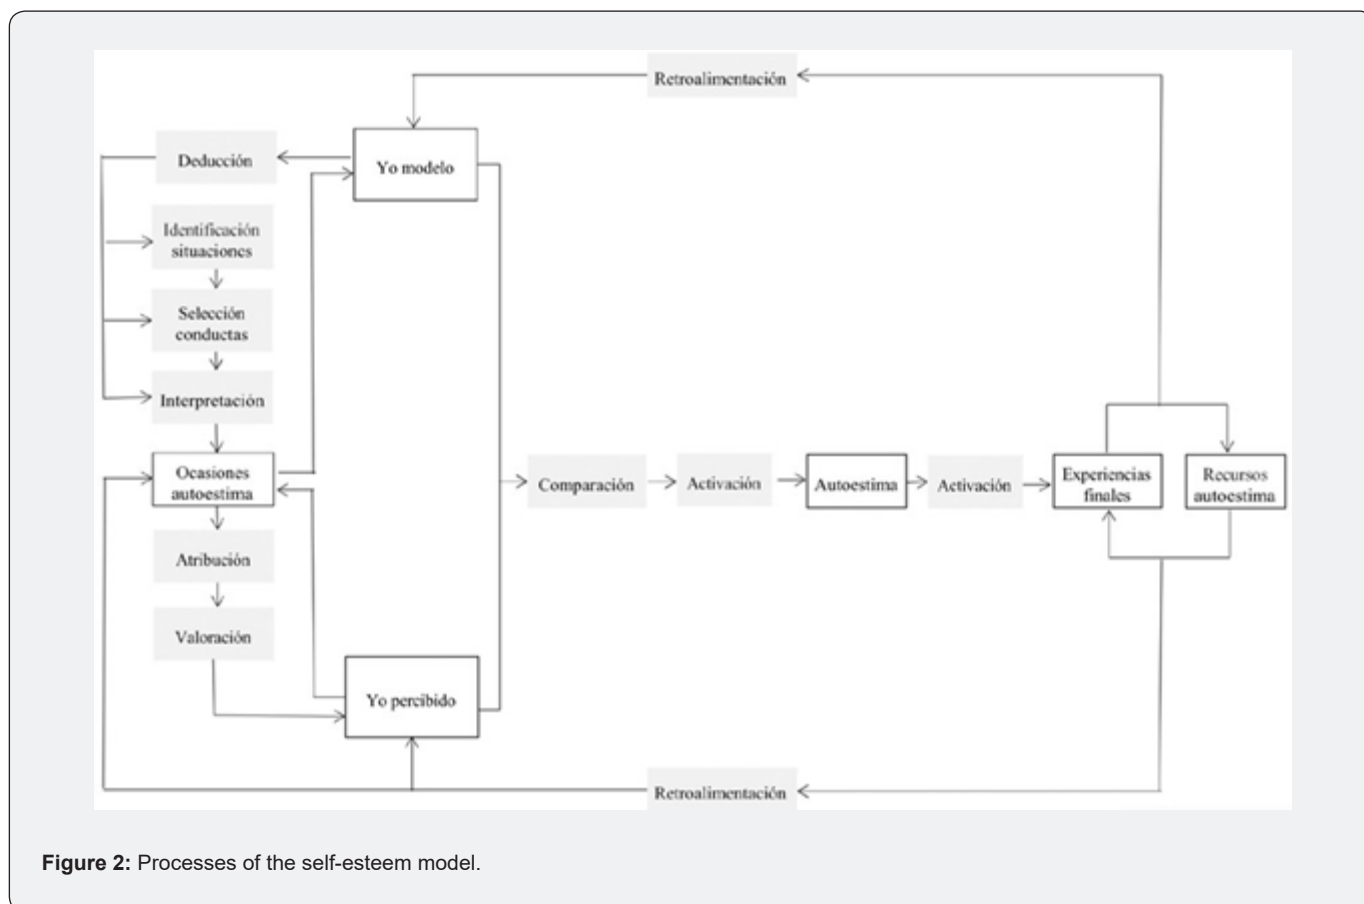 Retroalimentación
Yo modelo
Deducción
Identificación
situaciones
Selección
conductas
Interpretación
Ocasiones
autoestima
Atribución
Valoración
Yo percibido
Comparación
Activación
Autoestima
Activación
Experiencias
finales
Recursos
autoestima
Retroalimentación
Figure 2: Processes of the self-esteem model.